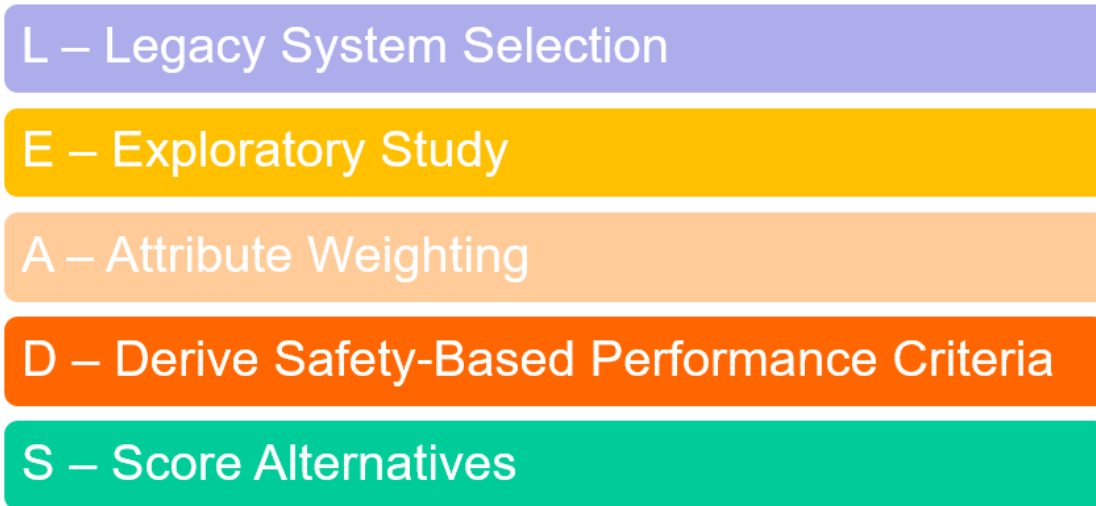 L – Legacy System Selection
E – Exploratory Study
A – Attribute Weighting
D – Derive Safety-Based Performance Criteria
S – Score Alternatives